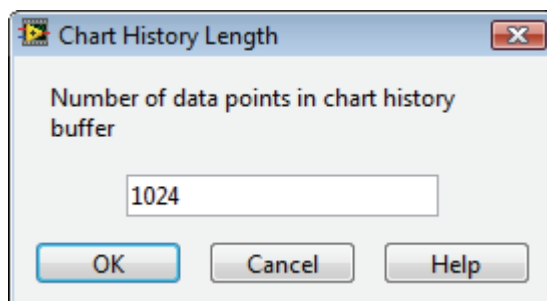 Chart History Length
Number of data points in chart history
buffer
1024
OK Cancel Help